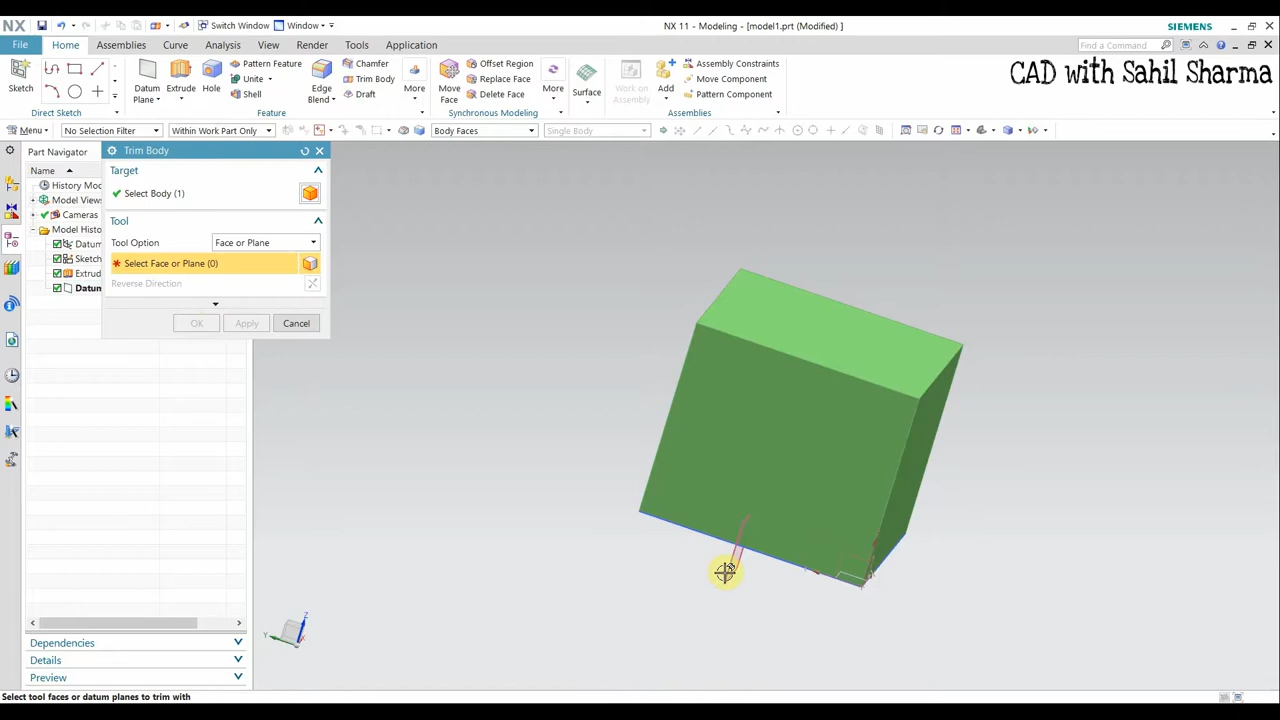 NX 11 - Modeling - [model1.prt (Modified) ]
SIEMENS
Switch Window
Window
File
Home
Assemblies
Curve
Analysis
View
Render
Tools
Application
Find a Command
CAD with Sahil Sharma
Sketch
Direct Sketch
Datum Plane
Extrude
Hole
Pattern Feature
Unite
Shell
Edge Blend
Chamfer
Trim Body
Draft
More
Feature
Move Face
Offset Region
Replace Face
Delete Face
More
Synchronous Modeling
Surface
Work on Assembly
Add
Assembly Constraints
Move Component
Pattern Component
Assemblies
Menu
No Selection Filter
Within Work Part Only
Body Faces
Single Body
Part Navigator
Name
History Mod
Model Views
Cameras
Model Histo
Datum
Sketch
Extrud
Datum
Trim Body
Target
Select Body (1)
Tool
Tool Option
Face or Plane
Select Face or Plane (0)
Reverse Direction
OK
Apply
Cancel
Z
Y
X
Dependencies
Details
Preview
Select tool faces or datum planes to trim with